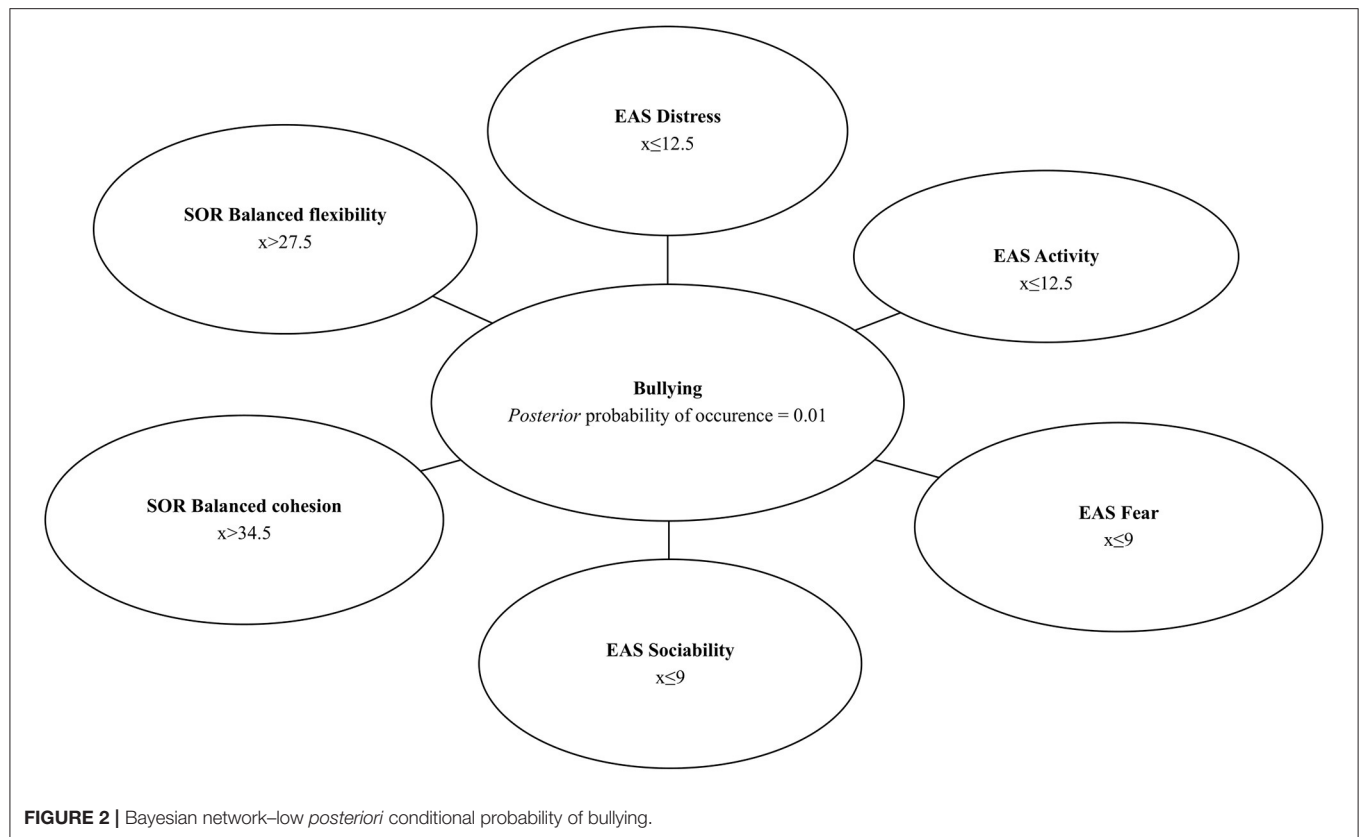 EAS Distress
x≤12.5
SOR Balanced flexibility
x>27.5
EAS Activity
x≤12.5
Bullying
Posterior probability of occurence = 0.01
SOR Balanced cohesion
x>34.5
EAS Fear
x≤9
EAS Sociability
x≤9
FIGURE 2 | Bayesian network–low posteriori conditional probability of bullying.